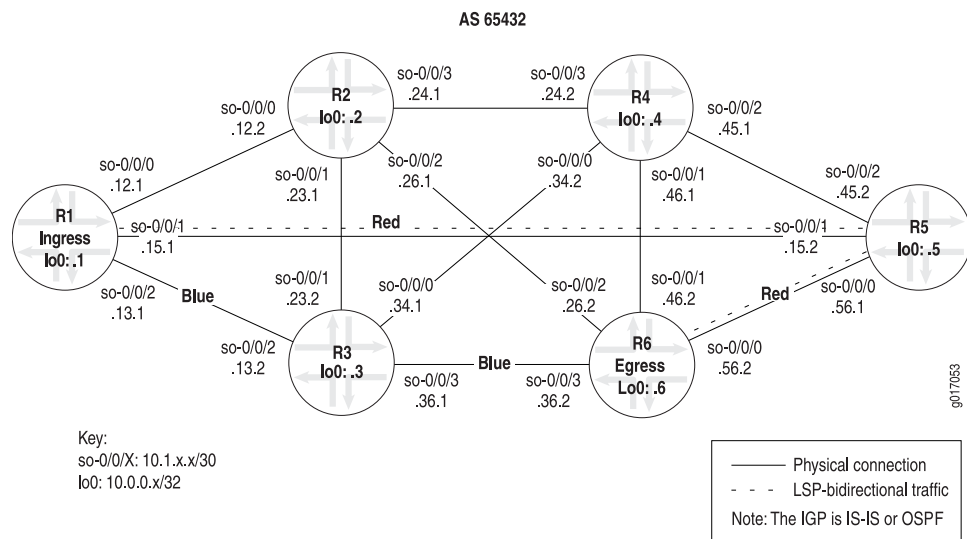 AS 65432
so-0/0/3
.24.1
so-0/0/3
.24.2
R2
lo0: .2
R4
lo0: .4
so-0/0/0
.12.2
so-0/0/2
.45.1
so-0/0/0
.12.1
so-0/0/1
.23.1
so-0/0/2
.26.1
so-0/0/0
.34.2
so-0/0/1
.46.1
so-0/0/2
.45.2
R1
Ingress
lo0: .1
so-0/0/1
.15.1
Red
so-0/0/1
.15.2
R5
lo0: .5
so-0/0/2
.13.1
Blue
so-0/0/1
.23.2
so-0/0/0
.34.1
so-0/0/2
.26.2
so-0/0/1
.46.2
Red
so-0/0/0
.56.1
so-0/0/2
.13.2
R3
lo0: .3
so-0/0/3
.36.1
Blue
so-0/0/3
.36.2
R6
Egress
Lo0: .6
so-0/0/0
.56.2
g017053
Key:
so-0/0/X: 10.1.x.x/30
lo0: 10.0.0.x/32
Physical connection
LSP-bidirectional traffic
Note: The IGP is IS-IS or OSPF